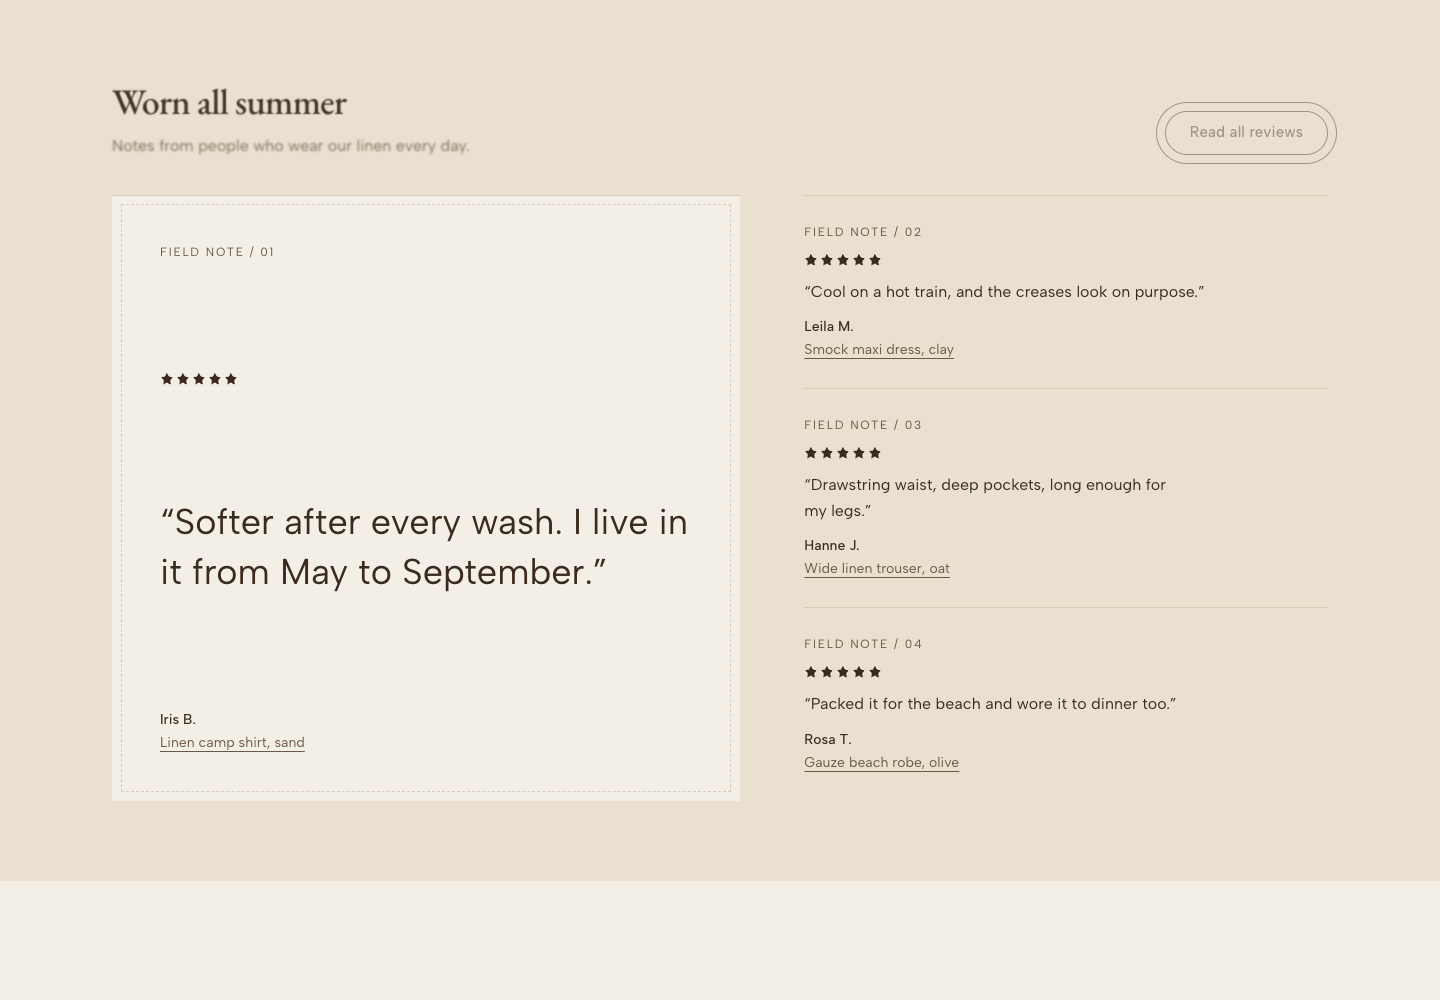 Worn all summer
Notes from people who wear our linen every day.
Read all reviews
FIELD NOTE / 01
“Softer after every wash. I live in
it from May to September.”
Iris B.
Linen camp shirt, sand
FIELD NOTE / 02
“Cool on a hot train, and the creases look on purpose.”
Leila M.
Smock maxi dress, clay
FIELD NOTE / 03
“Drawstring waist, deep pockets, long enough for
my legs.”
Hanne J.
Wide linen trouser, oat
FIELD NOTE / 04
“Packed it for the beach and wore it to dinner too.”
Rosa T.
Gauze beach robe, olive